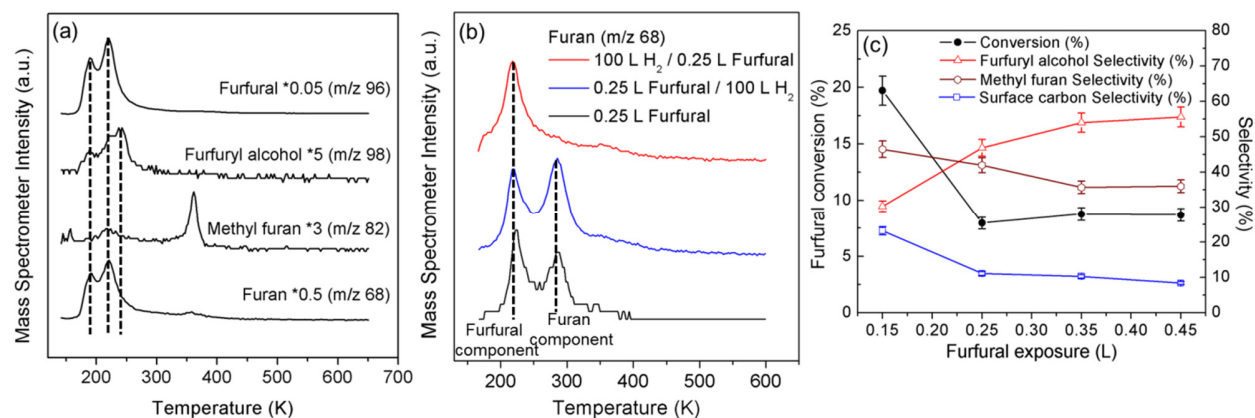 (a)
Furfural *0.05 (m/z 96)
Furfuryl alcohol *5 (m/z 98)
Methyl furan *3 (m/z 82)
Furan *0.5 (m/z 68)
Mass Spectrometer Intensity (a.u.)
200 300 400 500 600 700
Temperature (K)
(b)
Furan (m/z 68)
100 L H2 / 0.25 L Furfural
0.25 L Furfural / 100 L H2
0.25 L Furfural
Furfural
component
Furan
component
Mass Spectrometer Intensity (a.u.)
200 300 400 500 600
Temperature (K)
(c)
Conversion (%)
Furfuryl alcohol Selectivity (%)
Methyl furan Selectivity (%)
Surface carbon Selectivity (%)
Furfural conversion (%)
25
20
15
10
5
0
Selectivity (%)
80
70
60
50
40
30
20
10
0
0.15 0.20 0.25 0.30 0.35 0.40 0.45
Furfural exposure (L)